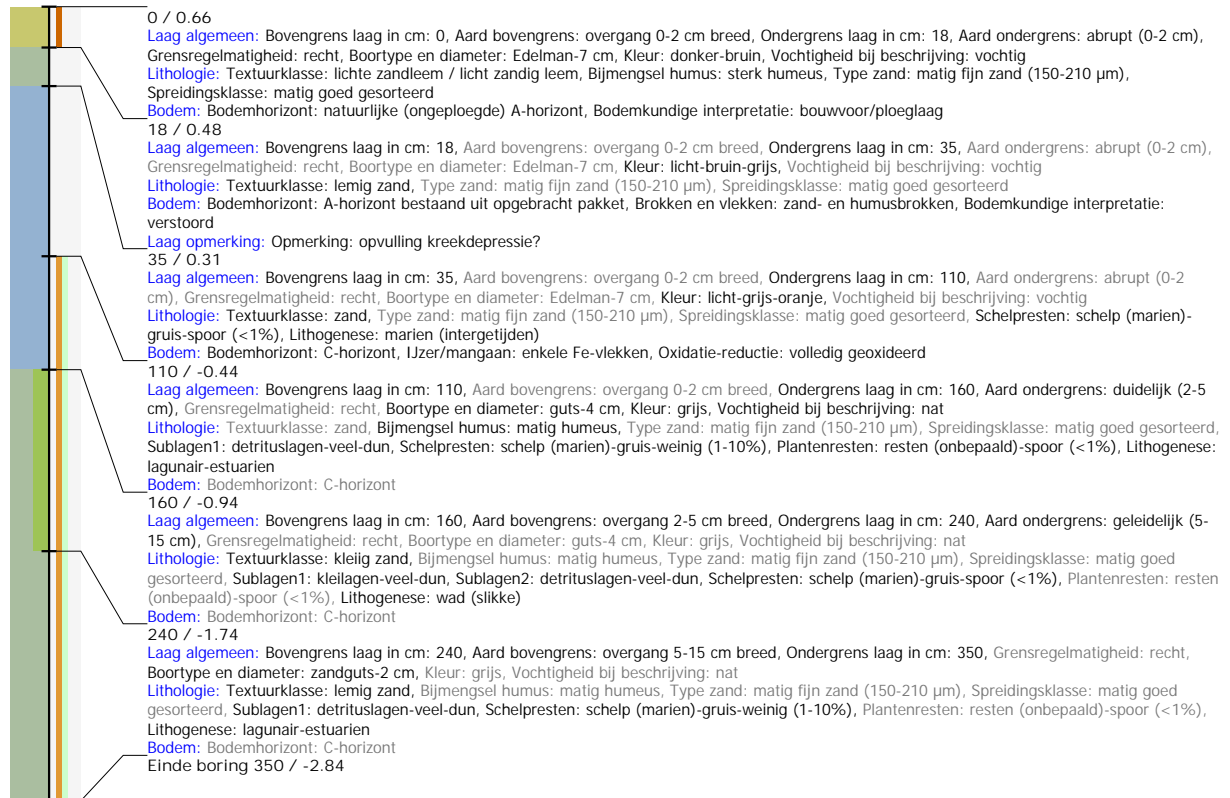 0 / 0.66
Laag algemeen: Bovengrens laag in cm: 0, Aard bovengrens: overgang 0-2 cm breed, Ondergrens laag in cm: 18, Aard ondergrens: abrupt (0-2 cm),
Grensregelmatigheid: recht, Boortype en diameter: Edelman-7 cm, Kleur: donker-bruin, Vochtigheid bij beschrijving: vochtig
Lithologie: Textuurklasse: lichte zandleem / licht zandig leem, Bijmengsel humus: sterk humeus, Type zand: matig fijn zand (150-210 µm),
Spreidingsklasse: matig goed gesorteerd
Bodem: Bodemhorizont: natuurlijke (ongeploegde) A-horizont, Bodemkundige interpretatie: bouwvoor/ploeglaag
18 / 0.48
Laag algemeen: Bovengrens laag in cm: 18, Aard bovengrens: overgang 0-2 cm breed, Ondergrens laag in cm: 35, Aard ondergrens: abrupt (0-2 cm),
Grensregelmatigheid: recht, Boortype en diameter: Edelman-7 cm, Kleur: licht-bruin-grijs, Vochtigheid bij beschrijving: vochtig
Lithologie: Textuurklasse: lemig zand, Type zand: matig fijn zand (150-210 µm), Spreidingsklasse: matig goed gesorteerd
Bodem: Bodemhorizont: A-horizont bestaand uit opgebracht pakket, Brokken en vlekken: zand- en humusbrokken, Bodemkundige interpretatie:
verstoord
Laag opmerking: Opmerking: opvulling kreekdepressie?
35 / 0.31
Laag algemeen: Bovengrens laag in cm: 35, Aard bovengrens: overgang 0-2 cm breed, Ondergrens laag in cm: 110, Aard ondergrens: abrupt (0-2
cm), Grensregelmatigheid: recht, Boortype en diameter: Edelman-7 cm, Kleur: licht-grijs-oranje, Vochtigheid bij beschrijving: vochtig
Lithologie: Textuurklasse: zand, Type zand: matig fijn zand (150-210 µm), Spreidingsklasse: matig goed gesorteerd, Schelpresten: schelp (marien)-
gruis-spoor (<1%), Lithogenese: marien (intergetijden)
Bodem: Bodemhorizont: C-horizont, IJzer/mangaan: enkele Fe-vlekken, Oxidatie-reductie: volledig geoxideerd
110 / -0.44
Laag algemeen: Bovengrens laag in cm: 110, Aard bovengrens: overgang 0-2 cm breed, Ondergrens laag in cm: 160, Aard ondergrens: duidelijk (2-5
cm), Grensregelmatigheid: recht, Boortype en diameter: guts-4 cm, Kleur: grijs, Vochtigheid bij beschrijving: nat
Lithologie: Textuurklasse: zand, Bijmengsel humus: matig humeus, Type zand: matig fijn zand (150-210 µm), Spreidingsklasse: matig goed gesorteerd,
Sublagen1: detrituslagen-veel-dun, Schelpresten: schelp (marien)-gruis-weinig (1-10%), Plantenresten: resten (onbepaald)-spoor (<1%), Lithogenese:
lagunair-estuarien
Bodem: Bodemhorizont: C-horizont
160 / -0.94
Laag algemeen: Bovengrens laag in cm: 160, Aard bovengrens: overgang 2-5 cm breed, Ondergrens laag in cm: 240, Aard ondergrens: geleidelijk (5-
15 cm), Grensregelmatigheid: recht, Boortype en diameter: guts-4 cm, Kleur: grijs, Vochtigheid bij beschrijving: nat
Lithologie: Textuurklasse: kleiig zand, Bijmengsel humus: matig humeus, Type zand: matig fijn zand (150-210 µm), Spreidingsklasse: matig goed
gesorteerd, Sublagen1: kleilagen-veel-dun, Sublagen2: detrituslagen-veel-dun, Schelpresten: schelp (marien)-gruis-spoor (<1%), Plantenresten: resten
(onbepaald)-spoor (<1%), Lithogenese: wad (slikke)
Bodem: Bodemhorizont: C-horizont
240 / -1.74
Laag algemeen: Bovengrens laag in cm: 240, Aard bovengrens: overgang 5-15 cm breed, Ondergrens laag in cm: 350, Grensregelmatigheid: recht,
Boortype en diameter: zandguts-2 cm, Kleur: grijs, Vochtigheid bij beschrijving: nat
Lithologie: Textuurklasse: lemig zand, Bijmengsel humus: matig humeus, Type zand: matig fijn zand (150-210 µm), Spreidingsklasse: matig goed
gesorteerd, Sublagen1: detrituslagen-veel-dun, Schelpresten: schelp (marien)-gruis-weinig (1-10%), Plantenresten: resten (onbepaald)-spoor (<1%),
Lithogenese: lagunair-estuarien
Bodem: Bodemhorizont: C-horizont
Einde boring 350 / -2.84